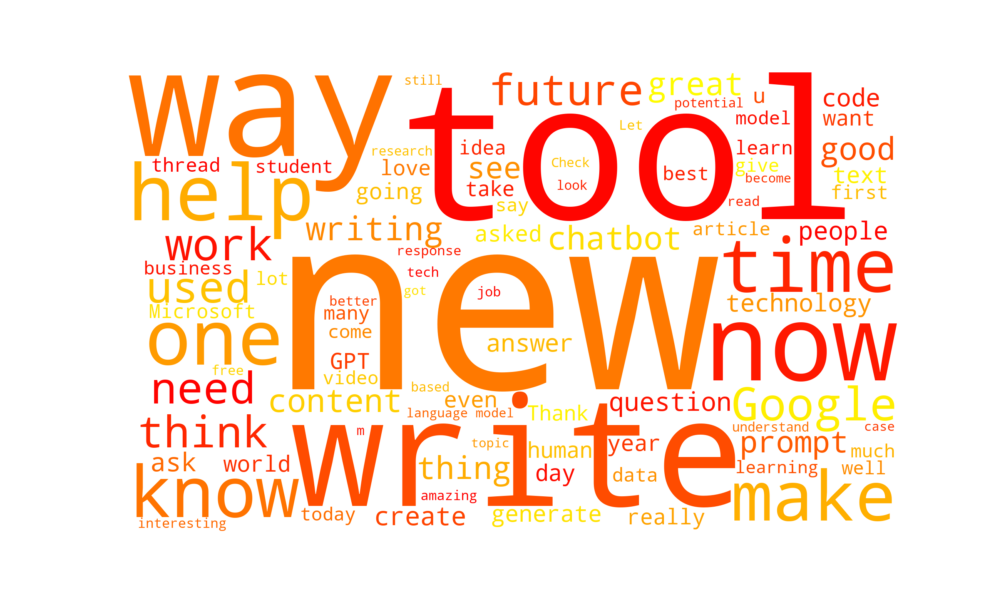 way
tool
still
future
great
potential
u
code
want
model
Let
research
idea
thread
student
love
see
Check
learn
good
help
going
take
look
best
give
become
text
first
say
read
work
writing
asked
chatbot
article
people
response
business
lot
new
tech
time
used
got
job
Microsoft
better
many
technology
one
come
answer
now
GPT
free
video
need
based
content
even
question
Google
language model
Thank
write
think
m
topic
human
year
prompt
understand
case
much
ask
world
thing
day
data
learning
well
know
amazing
make
today
create
generate
really
interesting